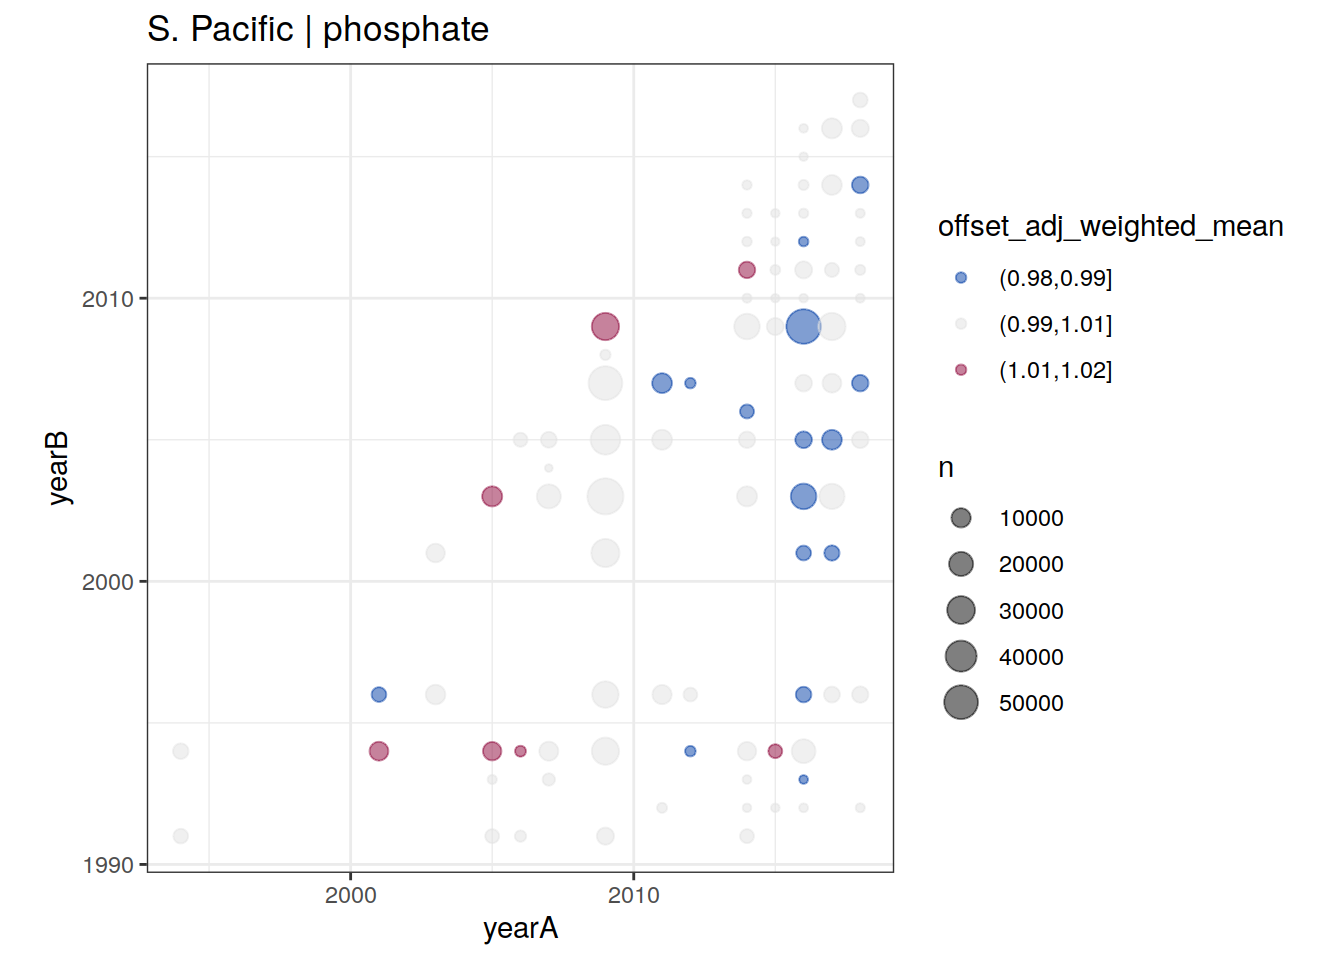 S. Pacific | phosphate
yearB
2010
2000
1990
2000
2010
yearA
offset_adj_weighted_mean
(0.98,0.99]
(0.99,1.01]
(1.01,1.02]
n
10000
20000
30000
40000
50000